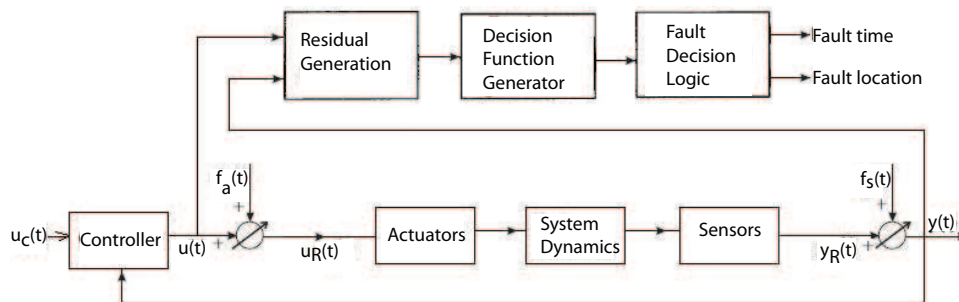 Residual
Generation
Decision
Function
Generator
Fault
Decision
Logic
Fault time
Fault location
f_a(t)
+
+
u_C(t)
Controller
u(t)
u_R(t)
Actuators
System
Dynamics
Sensors
y_R(t)
f_s(t)
+
+
y(t)